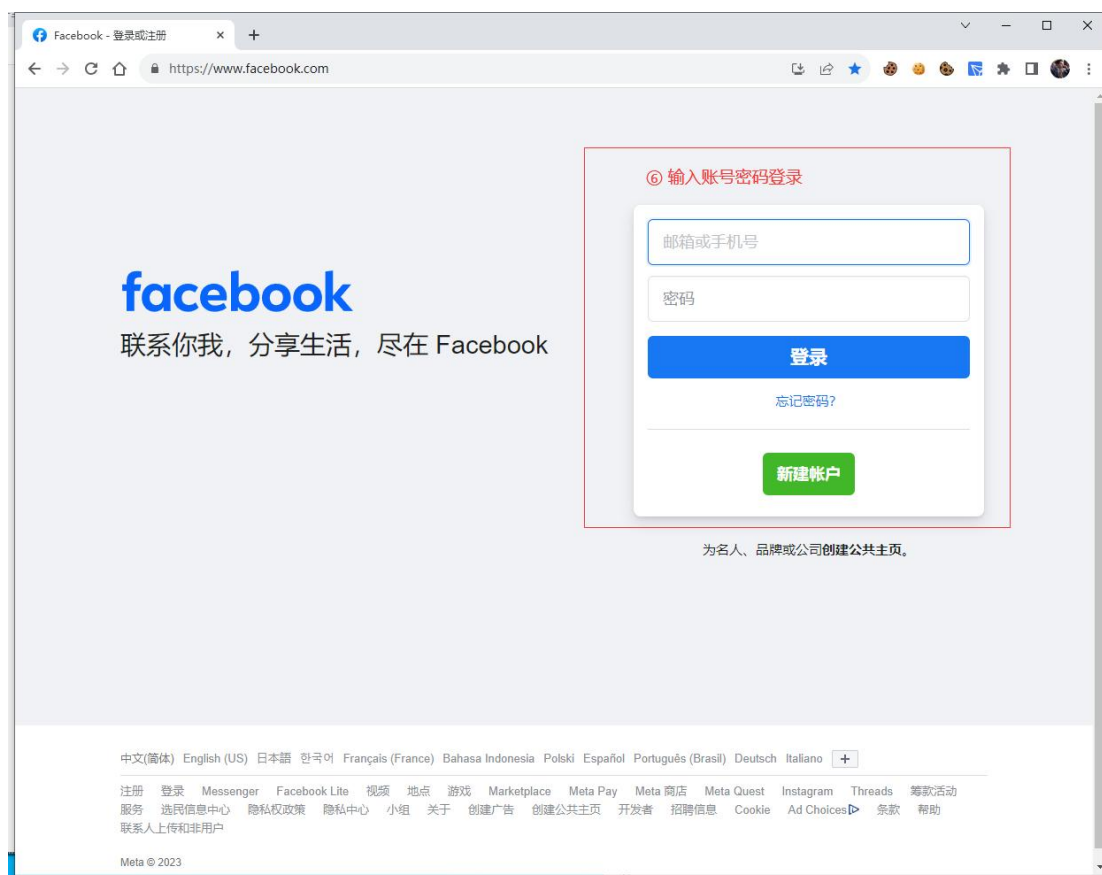 Facebook - 登录或注册
https://www.facebook.com
⑥ 输入账号密码登录
邮箱或手机号
facebook
密码
联系你我，分享生活，尽在 Facebook
登录
忘记密码?
新建帐户
为名人、品牌或公司创建公共主页。
中文(简体) English (US) 日本語 한국어 Français (France) Bahasa Indonesia Polski Español Português (Brasil) Deutsch Italiano +
注册 登录 Messenger Facebook Lite 视频 地点 游戏 Marketplace Meta Pay Meta 商店 Meta Quest Instagram Threads 筹款活动
服务 选民信息中心 隐私权政策 隐私中心 小组 关于 创建广告 创建公共主页 开发者 招聘信息 Cookie Ad Choices 条款 帮助
联系人上传和非用户
Meta © 2023